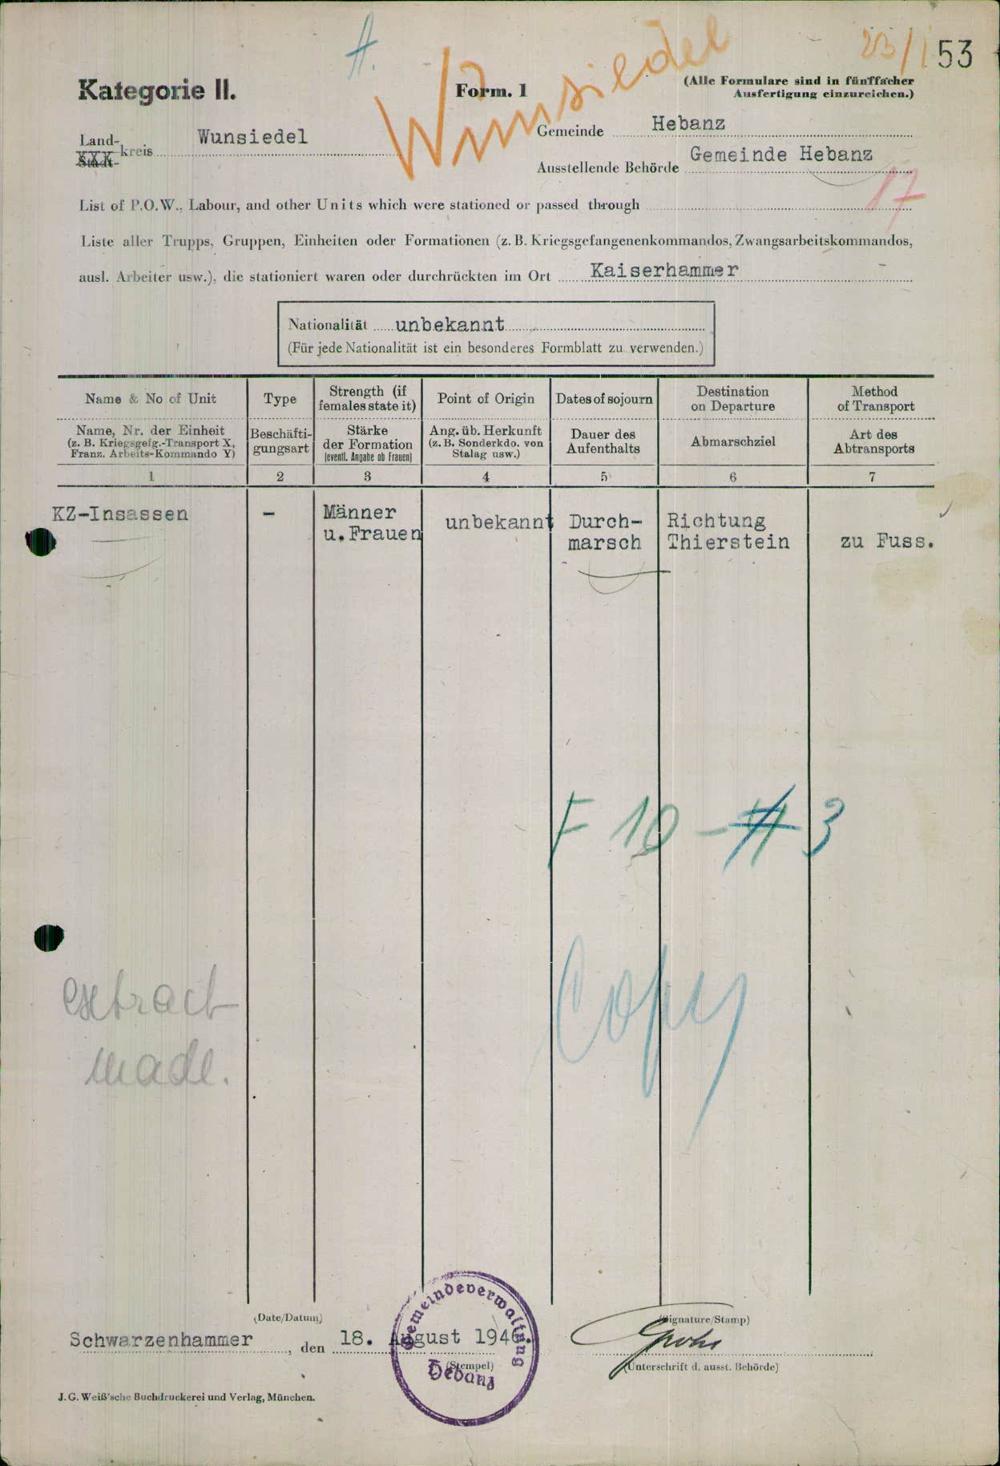 A.
Wunsiedel
23/1 53
Kategorie II.
Form. 1
(Alle Formulare sind in fünffacher
Ausfertigung einzureichen.)
Land-
Stadt- kreis Wunsiedel
Gemeinde Hebanz
Ausstellende Behörde Gemeinde Hebanz
17
List of P.O.W., Labour, and other Units which were stationed or passed through
Liste aller Trupps, Gruppen, Einheiten oder Formationen (z. B. Kriegsgefangenenkommandos, Zwangsarbeitskommandos,
ausl. Arbeiter usw.), die stationiert waren oder durchrückten im Ort Kaiserhammer
Nationalität unbekannt
(Für jede Nationalität ist ein besonderes Formblatt zu verwenden.)
Name & No of Unit
Type
Strength (if
females state it)
Point of Origin
Dates of sojourn
Destination
on Departure
Method
of Transport
Name, Nr. der Einheit
(z. B. Kriegsgefg.-Transport X,
Franz. Arbeits-Kommando Y)
Beschäfti-
gungsart
Stärke
der Formation
(eventl. Angabe ob Frauen)
Ang. üb. Herkunft
(z. B. Sonderkdo. von
Stalag usw.)
Dauer des
Aufenthalts
Abmarschziel
Art des
Abtransports
1 2 3 4 5 6 7
KZ-Insassen
-
Männer
u. Frauen
unbekannt
Durch-
marsch
Richtung
Thierstein
zu Fuss.
F 10 - # 3
Copy
extract
made.
(Date/Datum)
Schwarzenhammer, den 18. August 1946.
(Stempel)
Gemeindeverwaltung
Hebanz
(Signature/Stamp)
(Unterschrift d. ausst. Behörde)
J. G. Weiß'sche Buchdruckerei und Verlag, München.